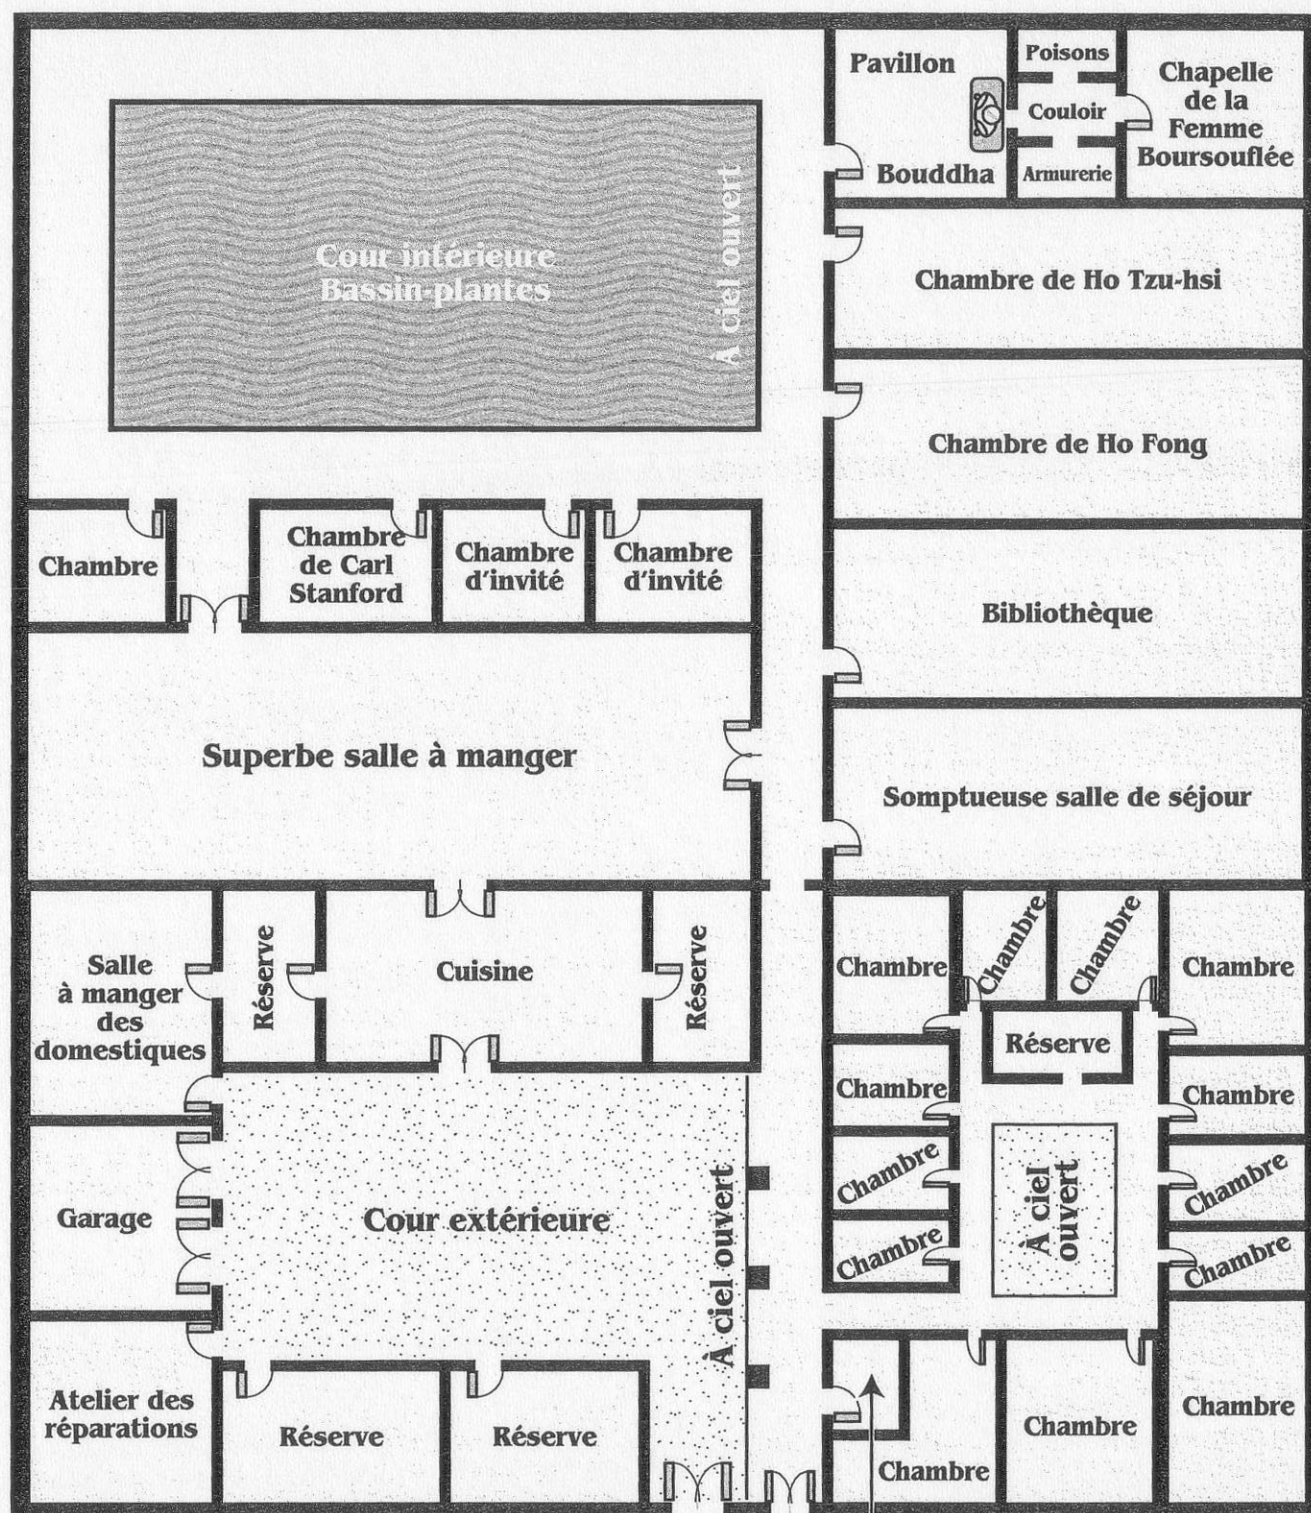 Pavillon
Bouddha
Poisons
Couloir
Armurerie
Chapelle
de la
Femme
Boursouflée
Cour intérieure
Bassin-plantes
À ciel ouvert
Chambre de Ho Tzu-hsi
Chambre de Ho Fong
Chambre
Chambre
de Carl
Stanford
Chambre
d'invité
Chambre
d'invité
Bibliothèque
Superbe salle à manger
Somptueuse salle de séjour
Salle
à manger
des
domestiques
Réserve
Cuisine
Réserve
Chambre
Chambre
Chambre
Chambre
Réserve
Chambre
Chambre
Chambre
Chambre
Chambre
Chambre
À ciel
ouvert
Garage
Cour extérieure
À ciel ouvert
Atelier des
réparations
Réserve
Réserve
Chambre
Chambre
Chambre